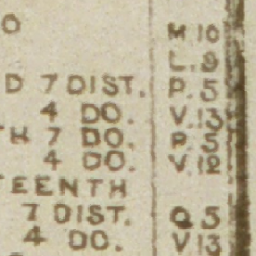 O M.10
L.9
D 7 DIST. P.5
4 DO. V.13
TH 7 DO. P.5
4 DO. V.12
TEENTH
7 DIST. Q.5
4 DO. V.13